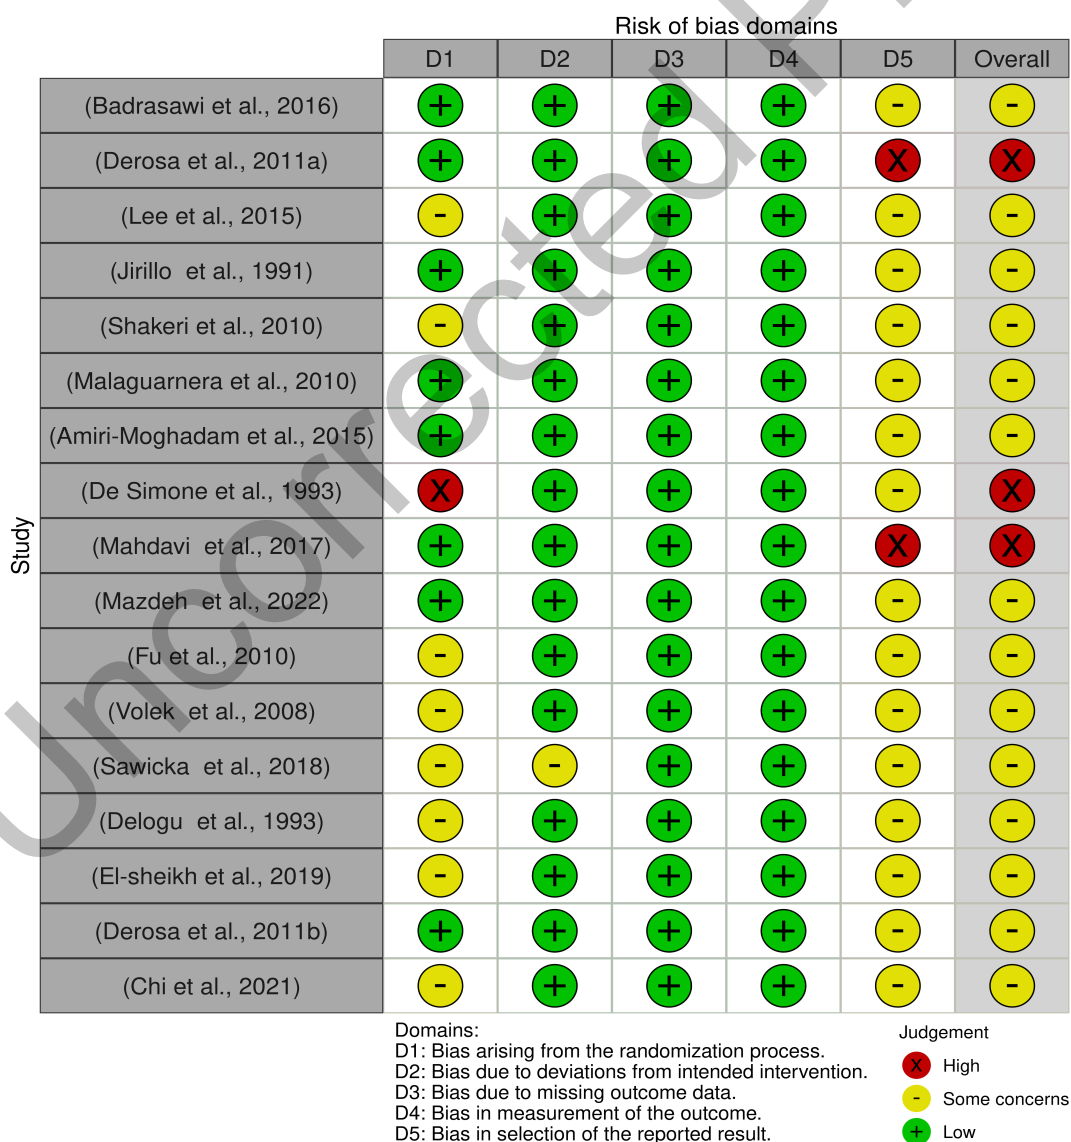 Risk of bias domains
D1 D2 D3 D4 D5 Overall
(Badrasawi et al., 2016) + + + + - -
(Derosa et al., 2011a) + + + + X X
(Lee et al., 2015) - + + + - -
(Jirillo  et al., 1991) + + + + - -
(Shakeri et al., 2010) - + + + - -
(Malaguarnera et al., 2010) + + + + - -
(Amiri-Moghadam et al., 2015) + + + + - -
(De Simone et al., 1993) X + + + - X
(Mahdavi  et al., 2017) + + + + X X
(Mazdeh  et al., 2022) + + + + - -
(Fu et al., 2010) - + + + - -
(Volek  et al., 2008) - + + + - -
(Sawicka  et al., 2018) - - + + - -
(Delogu  et al., 1993) - + + + - -
(El-sheikh et al., 2019) - + + + - -
(Derosa et al., 2011b) + + + + - -
(Chi et al., 2021) - + + + - -
Study
Domains:
D1: Bias arising from the randomization process.
D2: Bias due to deviations from intended intervention.
D3: Bias due to missing outcome data.
D4: Bias in measurement of the outcome.
D5: Bias in selection of the reported result.
Judgement
X High
- Some concerns
+ Low
Uncorrected